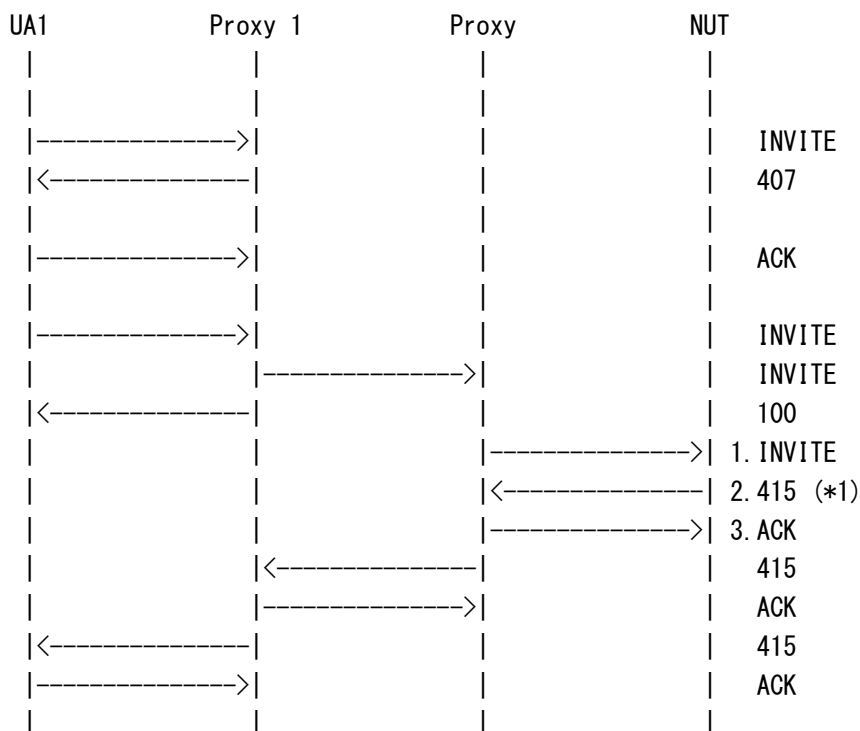 UA1 Proxy 1 Proxy NUT
| | | |
| | | |
|--------------->| | | INVITE
|<--------------- | | 407
| | | |
|--------------->| | | ACK
| | | |
|--------------->| | | INVITE
| |--------------->| | INVITE
|<---------------| | | 100
| | |--------------->| 1.INVITE
| | |<---------------| 2.415 (*1)
| | |--------------->| 3.ACK
| |<---------------| | 415
| |--------------->| | ACK
|<---------------| | | 415
|--------------->| | | ACK
| | | |